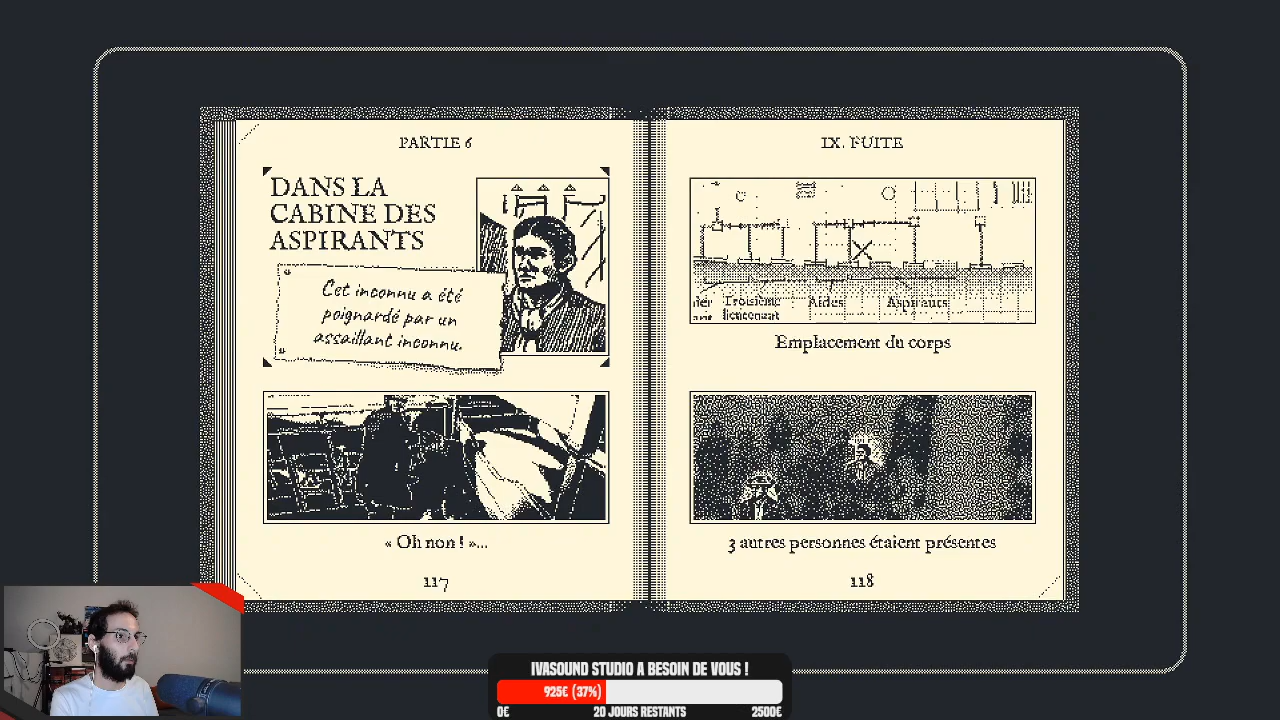 PARTIE 6
DANS LA
CABINE DES
ASPIRANTS
Cet inconnu a été
poignardé par un
assaillant inconnu.
« Oh non ! »...
117
IX. FUITE
Troisième
lieutenant
Aides
Aspirants
Emplacement du corps
3 autres personnes étaient présentes
118
IVASOUND STUDIO A BESOIN DE VOUS !
925€ (37%)
0€
20 JOURS RESTANTS
2500€